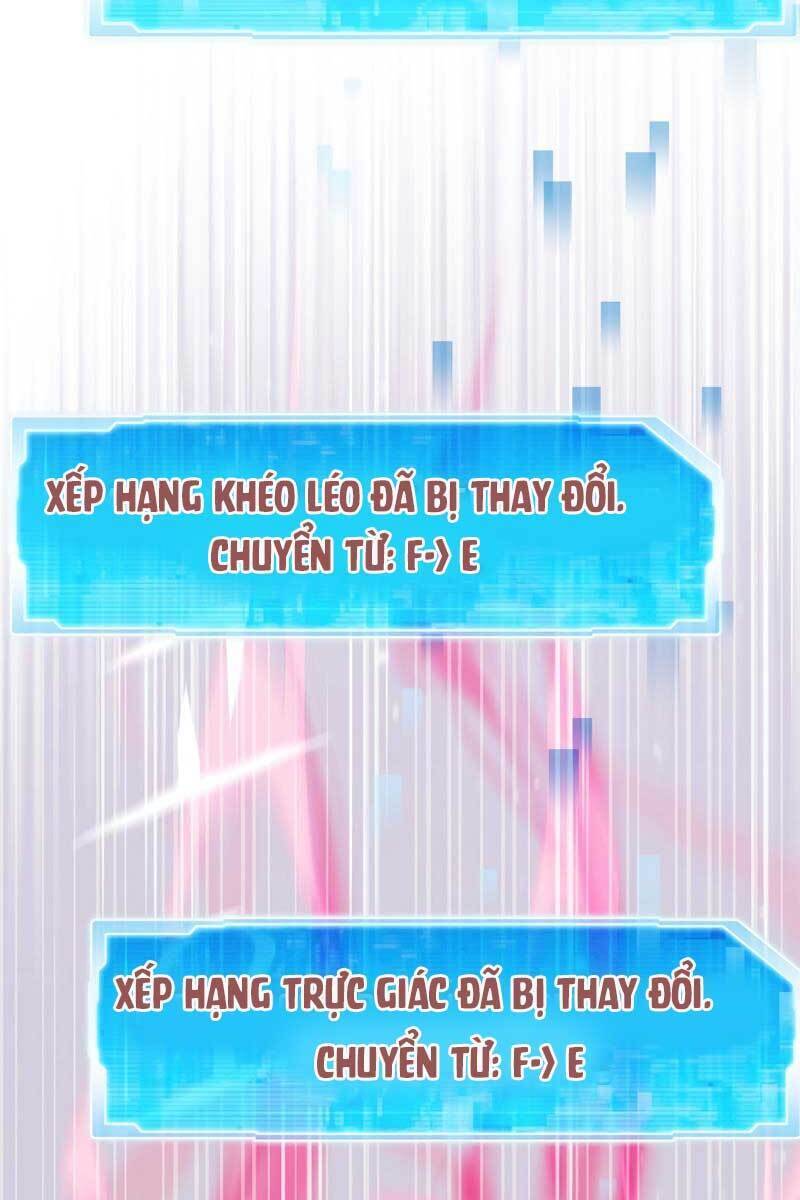 XẾP HẠNG KHÉO LÉO ĐÃ BỊ THAY ĐỔI.
CHUYỂN TỪ: F-> E
XẾP HẠNG TRỰC GIÁC ĐÃ BỊ THAY ĐỔI.
CHUYỂN TỪ: F-> E